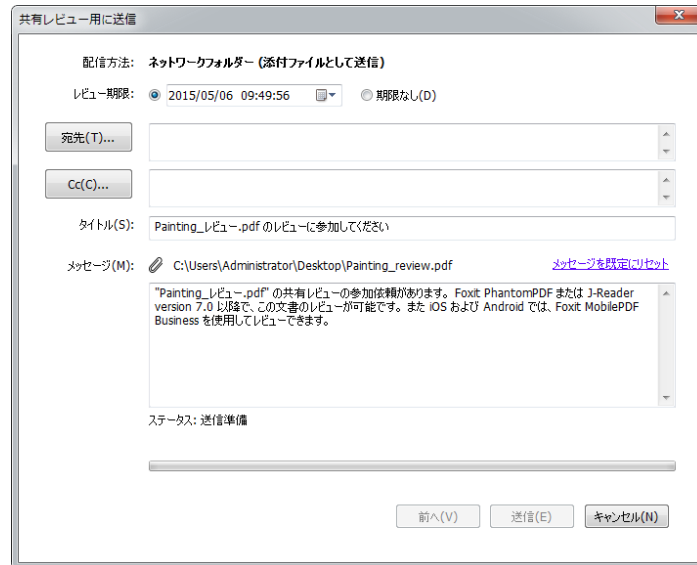 共有レビュー用に送信
配信方法: ネットワークフォルダー (添付ファイルとして送信)
レビュー期限: 2015/05/06 09:49:56 期限なし(D)
宛先(T)...
Cc(C)...
タイトル(S): Painting_レビュー.pdf のレビューに参加してください
メッセージ(M): C:\Users\Administrator\Desktop\Painting_review.pdf メッセージを既定にリセット
"Painting_レビュー.pdf" の共有レビューの参加依頼があります。Foxit PhantomPDF または J-Reader
version 7.0 以降で、この文書のレビューが可能です。また iOS および Android では、Foxit MobilePDF
Business を使用してレビューできます。
ステータス: 送信準備
前へ(V) 送信(E) キャンセル(N)